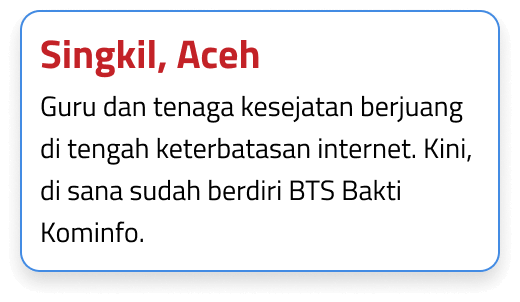 Singkil, Aceh
Guru dan tenaga kesejatan berjuang
di tengah keterbatasan internet. Kini,
di sana sudah berdiri BTS Bakti
Kominfo.